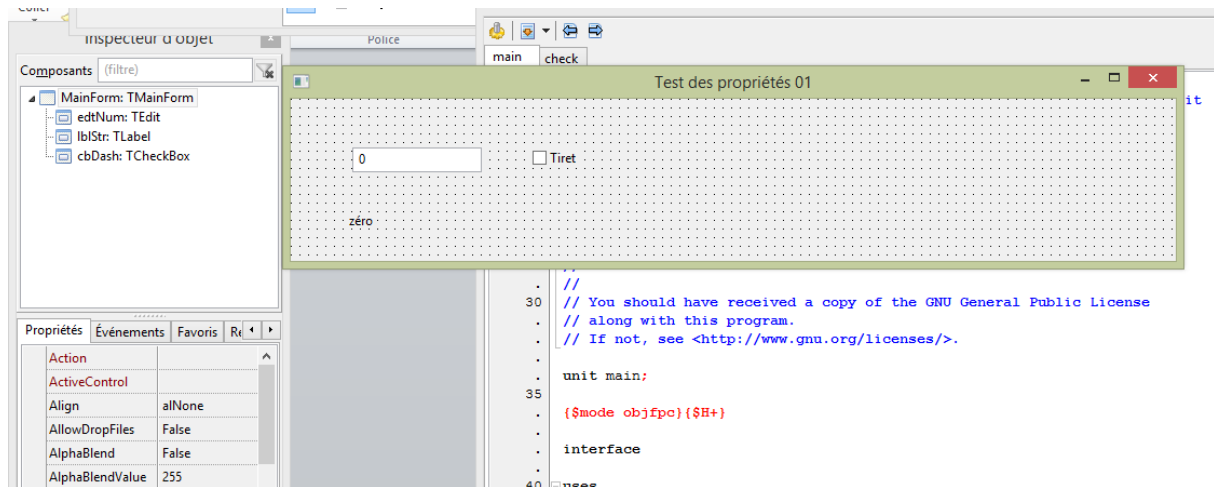 Inspecteur d'objet
Composants (filtre)
MainForm: TMainForm
edtNum: TEdit
lblStr: TLabel
cbDash: TCheckBox
Propriétés Événements Favoris
Action
ActiveControl
Align alNone
AllowDropFiles False
AlphaBlend False
AlphaBlendValue 255
Police
main check
Test des propriétés 01
it
0
Tiret
zéro
//
//
30 // You should have received a copy of the GNU General Public License
. // along with this program.
. // If not, see <http://www.gnu.org/licenses/>.
.
. unit main;
35
. {$mode objfpc}{$H+}
.
. interface
.
40 uses